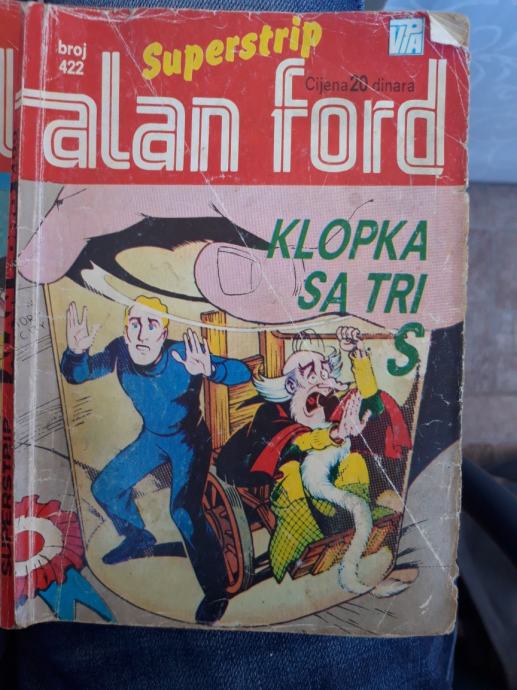 broj
422
Superstrip
VPA
Cijena 20 dinara
alan ford
KLOPKA
SA TRI
S
SUPERSTRIP